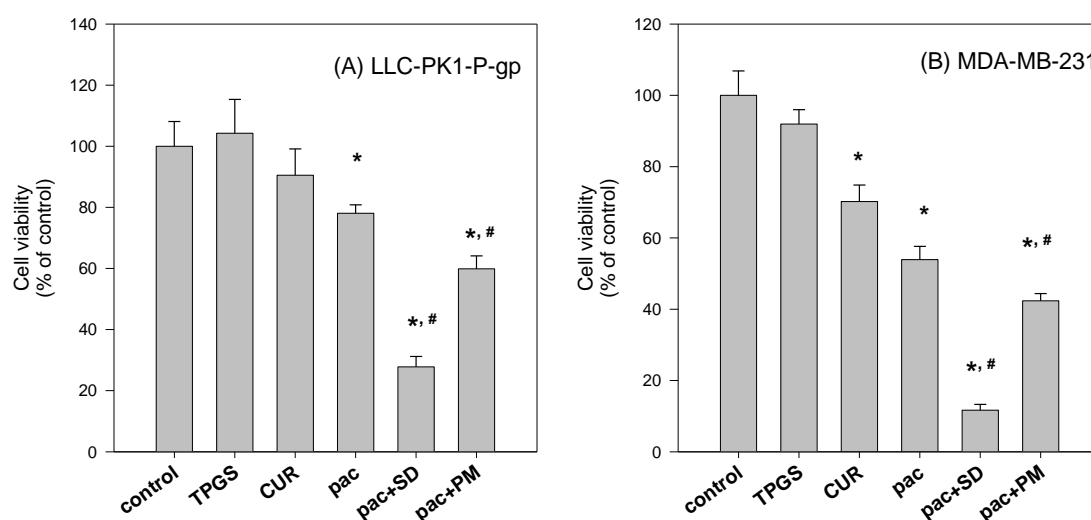 (A) LLC-PK1-P-gp
Cell viability
(% of control)
140
120
100
80
60
40
20
0
*
*, #
*, #
control
TPGS
CUR
pac
pac+SD
pac+PM
(B) MDA-MB-231
Cell viability
(% of control)
120
100
80
60
40
20
0
*
*
*, #
*, #
control
TPGS
CUR
pac
pac+SD
pac+PM